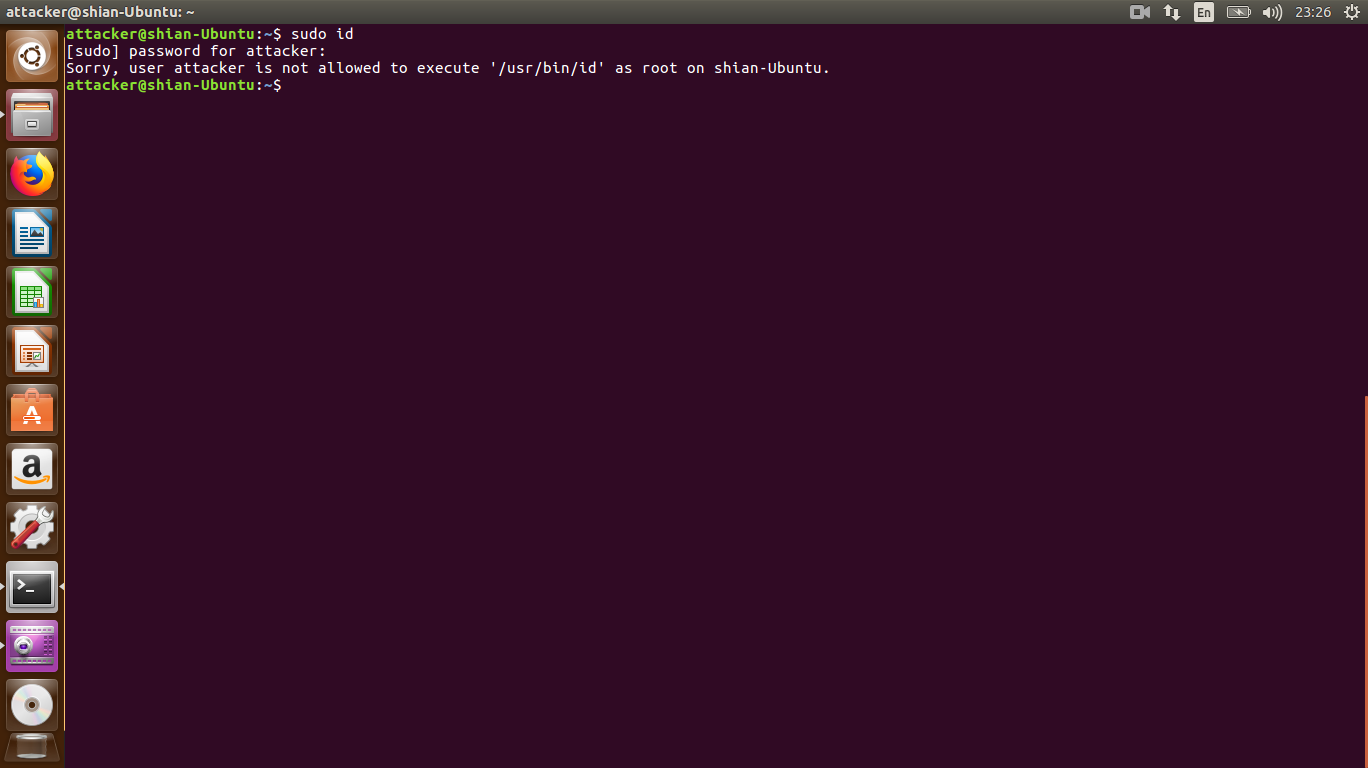 attacker@shian-Ubuntu: ~
En
23:26
attacker@shian-Ubuntu:~$ sudo id
[sudo] password for attacker:
Sorry, user attacker is not allowed to execute '/usr/bin/id' as root on shian-Ubuntu.
attacker@shian-Ubuntu:~$
A
a
>_